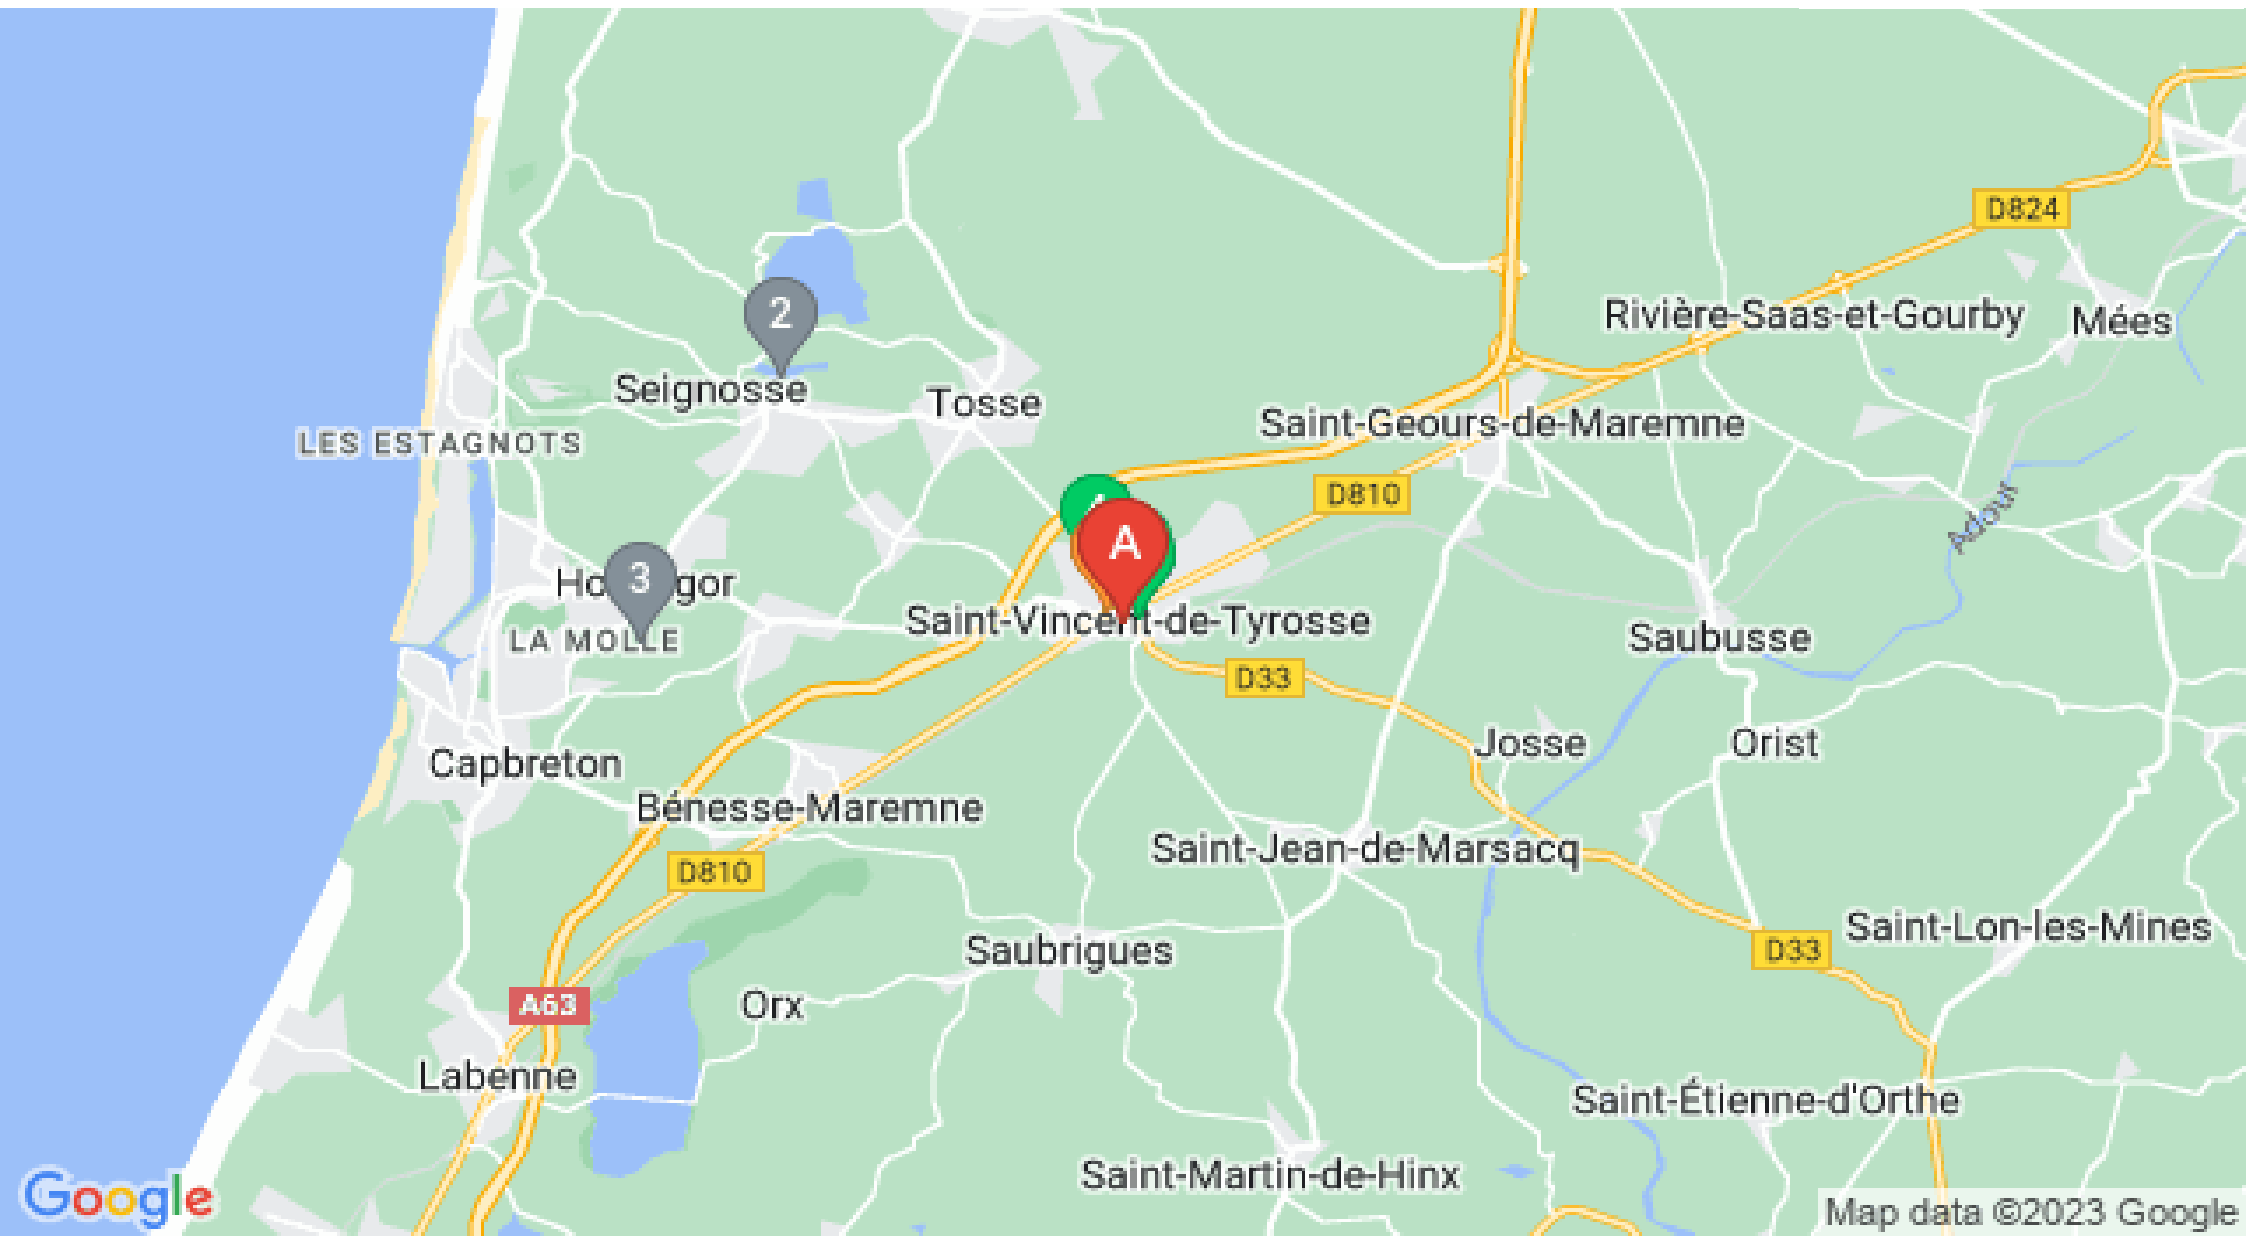 D824
2
Rivière-Saas-et-Gourby
Mées
Seignosse
Tosse
Saint-Geours-de-Maremne
LES ESTAGNOTS
D810
Adour
A
3
Saint-Vincent-de-Tyrosse
LA MOLLE
Saubusse
D33
Josse
Orist
Capbreton
Bénesse-Maremne
Saint-Jean-de-Marsacq
D810
Saint-Lon-les-Mines
Saubrigues
D33
A63
Orx
Labenne
Saint-Étienne-d'Orthe
Saint-Martin-de-Hinx
Google
Map data ©2023 Google